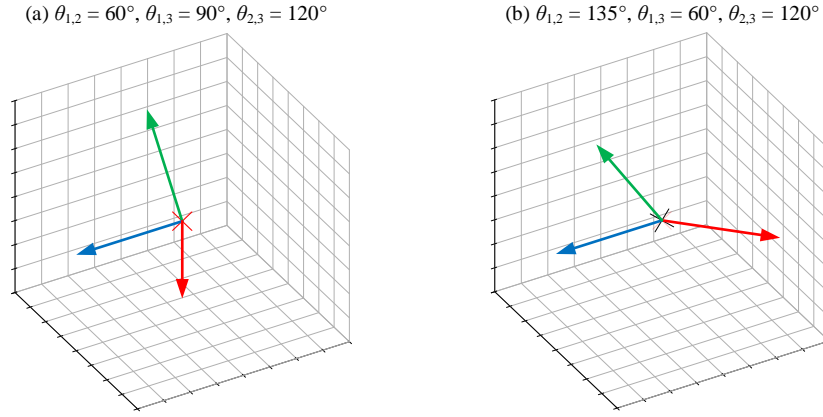 (a) θ1,2 = 60°, θ1,3 = 90°, θ2,3 = 120°
(b) θ1,2 = 135°, θ1,3 = 60°, θ2,3 = 120°